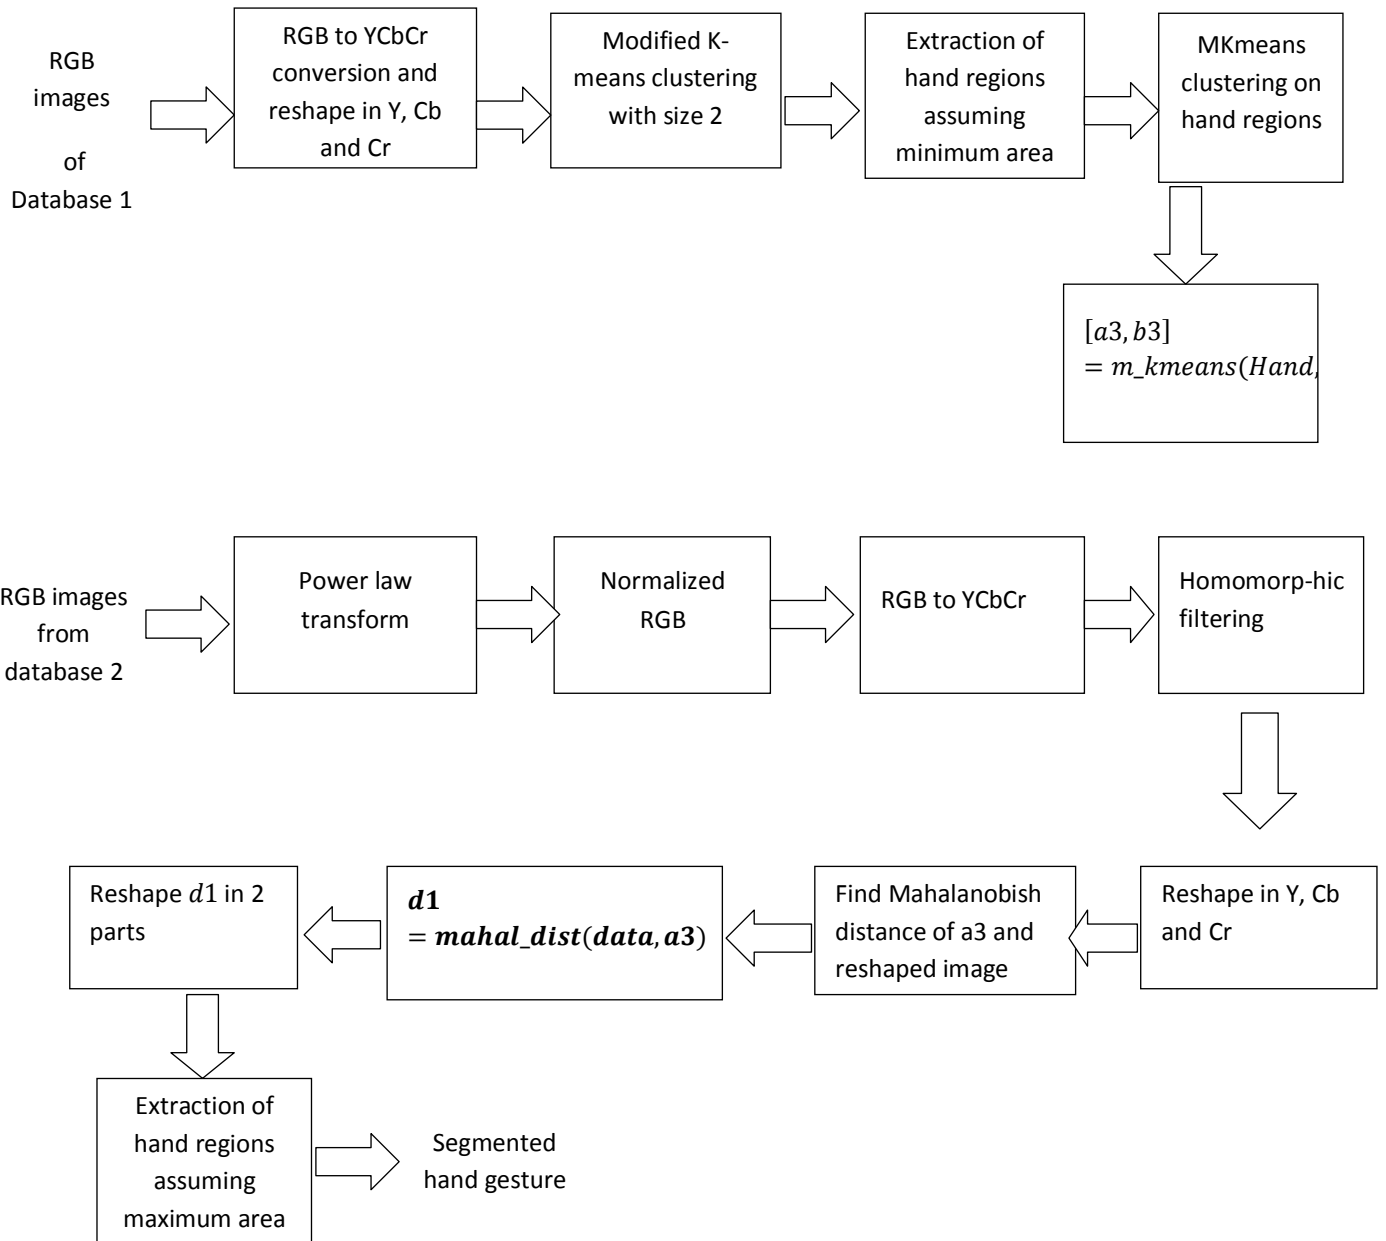 RGB
images
of
Database 1
RGB to YCbCr
conversion and
reshape in Y, Cb
and Cr
Modified K-
means clustering
with size 2
Extraction of
hand regions
assuming
minimum area
MKmeans
clustering on
hand regions
[a3, b3]
= m_kmeans(Hand,
RGB images
from
database 2
Power law
transform
Normalized
RGB
RGB to YCbCr
Homomorp-hic
filtering
Reshape d1 in 2
parts
d1
= mahal_dist(data, a3)
Find Mahalanobish
distance of a3 and
reshaped image
Reshape in Y, Cb
and Cr
Extraction of
hand regions
assuming
maximum area
Segmented
hand gesture